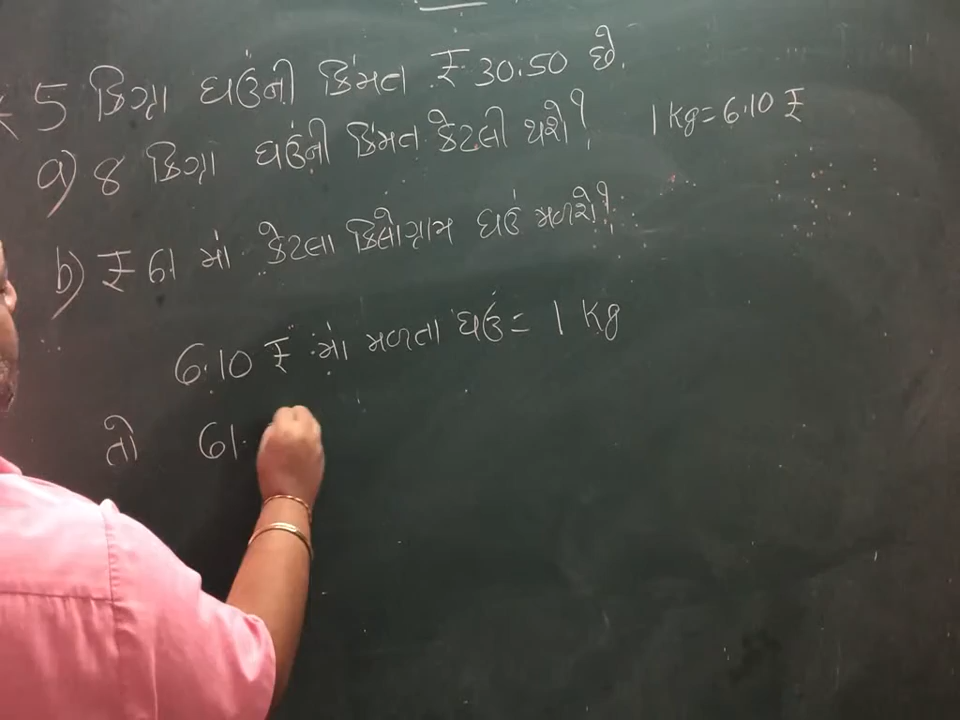 5 કિગ્રા ઘઉંની કિંમત ₹ 30.50 છે.
a) 8 કિગ્રા ઘઉંની કિંમત કેટલી થશે?
1 kg = 6.10 ₹
b) ₹ 61 માં કેટલા કિલોગ્રામ ઘઉં મળશે?
6.10 ₹ માં મળતા ઘઉં = 1 kg
તો 61.